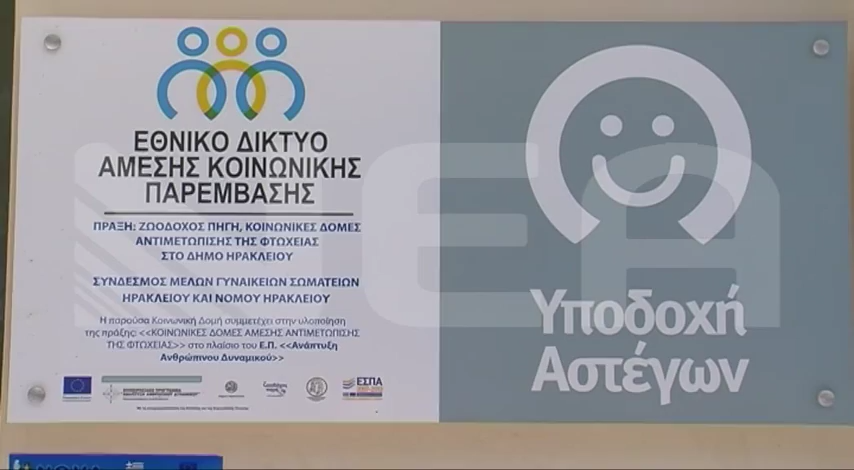 ΕΘΝΙΚΟ ΔΙΚΤΥΟ
ΑΜΕΣΗΣ ΚΟΙΝΩΝΙΚΗΣ
ΠΑΡΕΜΒΑΣΗΣ
ΠΡΑΞΗ: ΖΩΟΔΟΧΟΣ ΠΗΓΗ, ΚΟΙΝΩΝΙΚΕΣ ΔΟΜΕΣ
ΑΝΤΙΜΕΤΩΠΙΣΗΣ ΤΗΣ ΦΤΩΧΕΙΑΣ
ΣΤΟ ΔΗΜΟ ΗΡΑΚΛΕΙΟΥ
ΣΥΝΔΕΣΜΟΣ ΜΕΛΩΝ ΓΥΝΑΙΚΕΙΩΝ ΣΩΜΑΤΕΙΩΝ
ΗΡΑΚΛΕΙΟΥ ΚΑΙ ΝΟΜΟΥ ΗΡΑΚΛΕΙΟΥ
Η παρούσα Κοινωνική Δομή συμμετέχει στην υλοποίηση
της πράξης: <<ΚΟΙΝΩΝΙΚΕΣ ΔΟΜΕΣ ΑΜΕΣΗΣ ΑΝΤΙΜΕΤΩΠΙΣΗΣ
ΤΗΣ ΦΤΩΧΕΙΑΣ>> στο πλαίσιο του Ε.Π. <<Ανάπτυξη
Ανθρώπινου Δυναμικού>>
ΕΣΠΑ
Υποδοχή
Αστέγων
ΝΕΑ